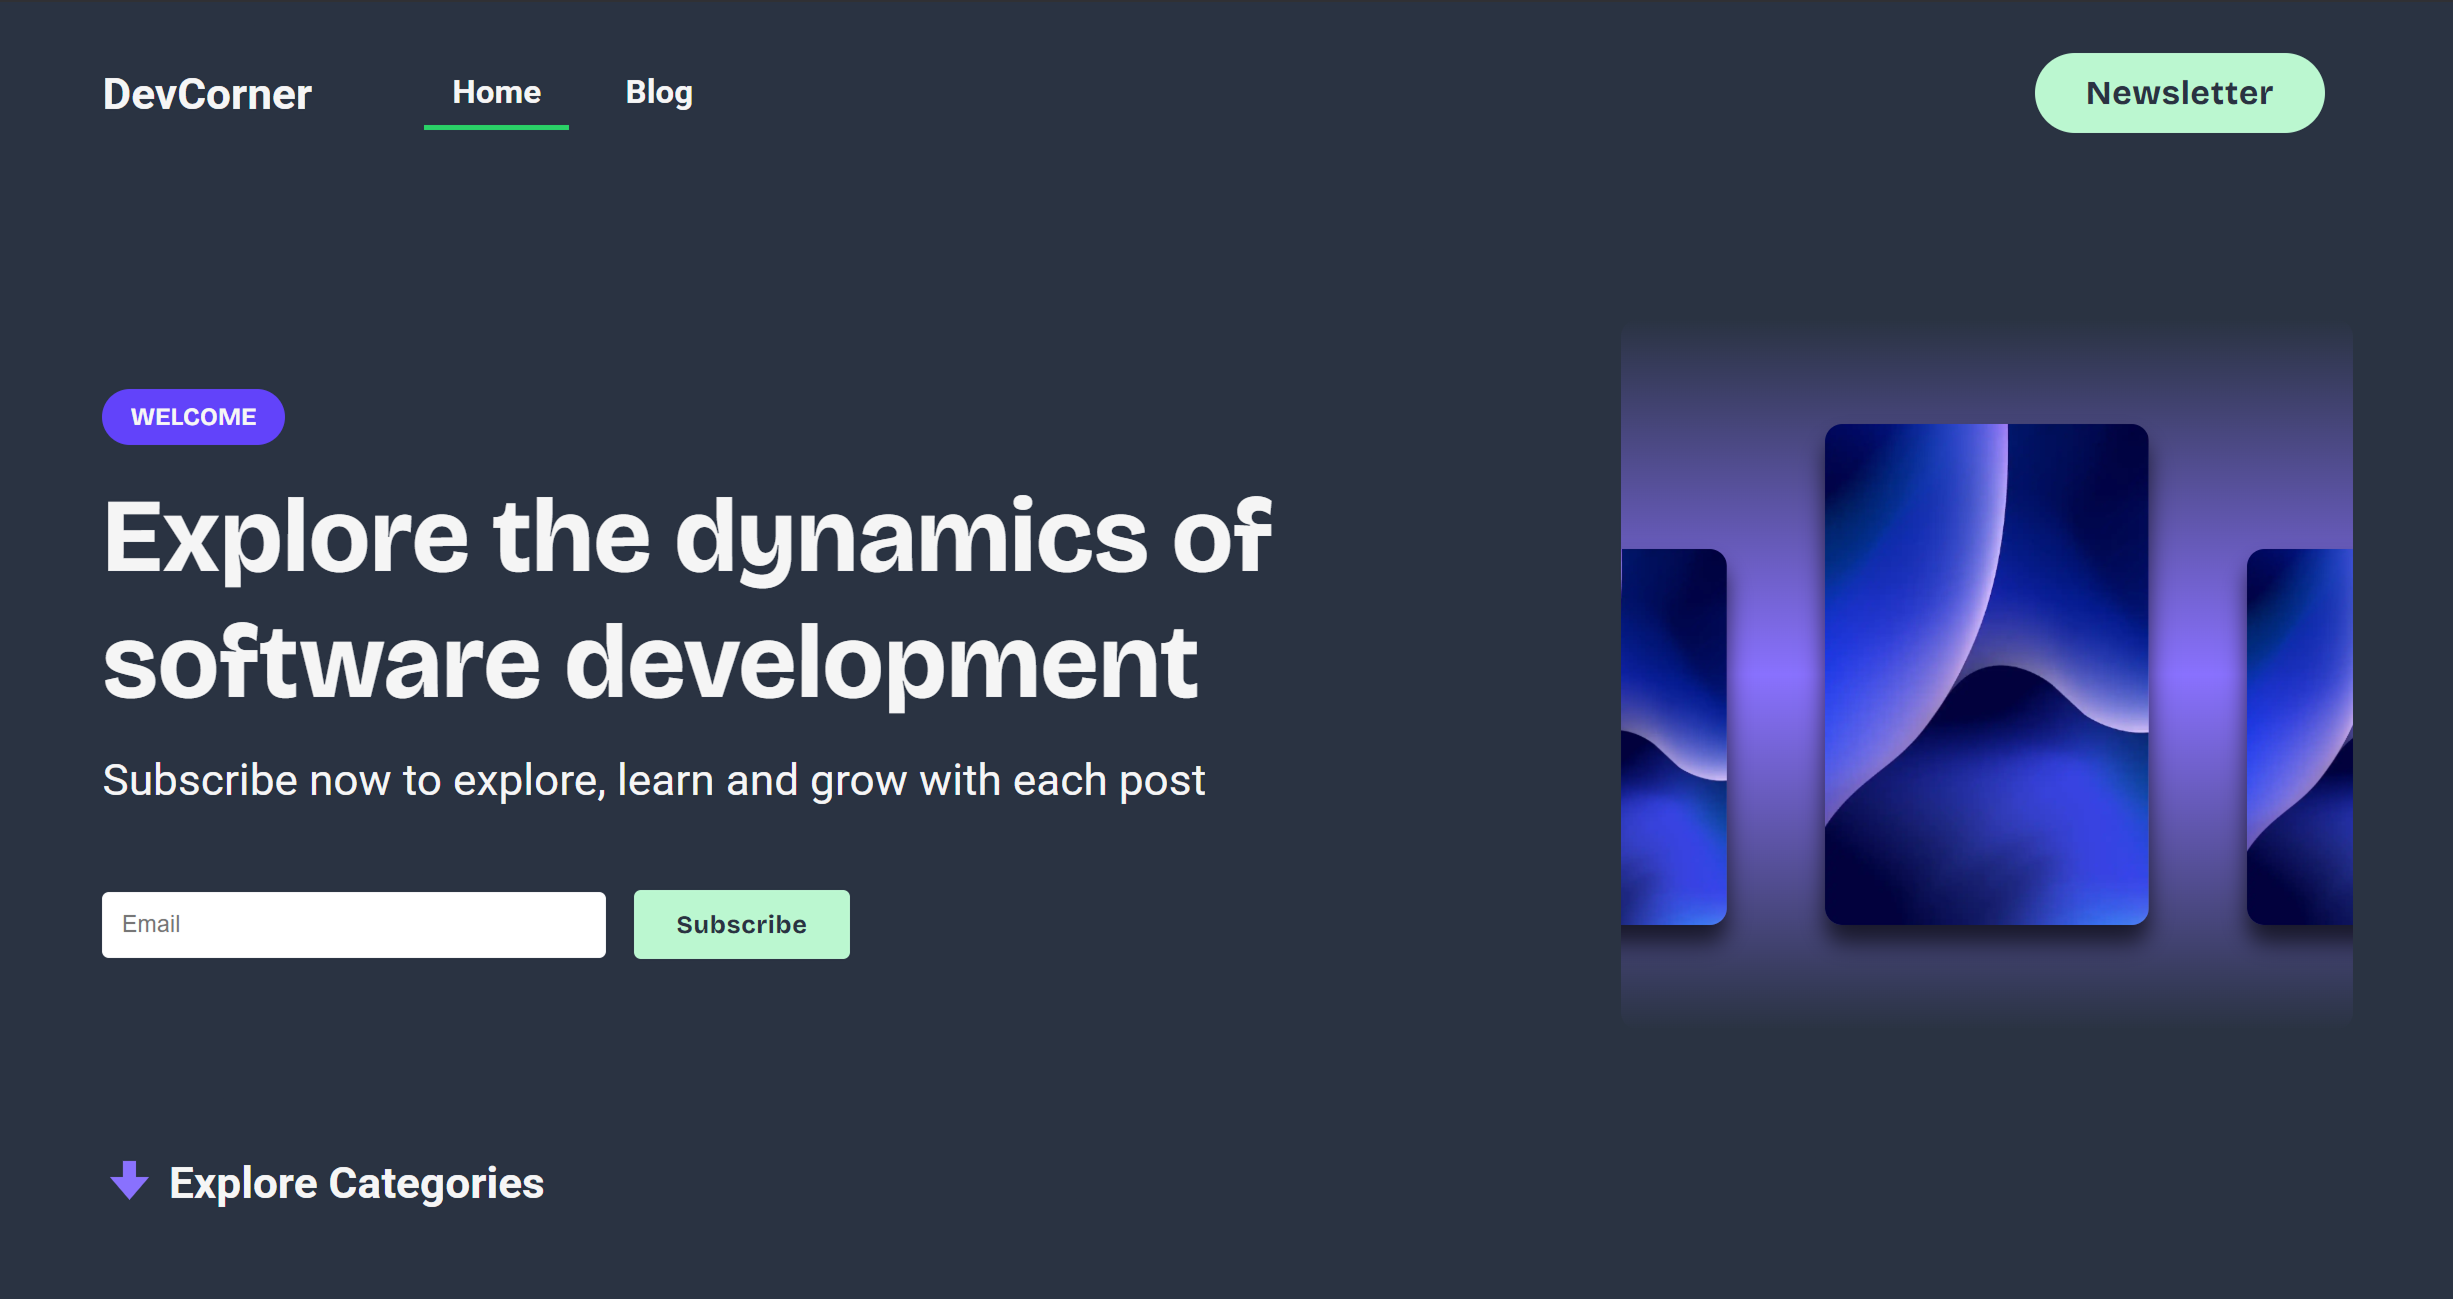 DevCorner
Home
Blog
Newsletter
WELCOME
Explore the dynamics of
software development
Subscribe now to explore, learn and grow with each post
Email
Subscribe
Explore Categories